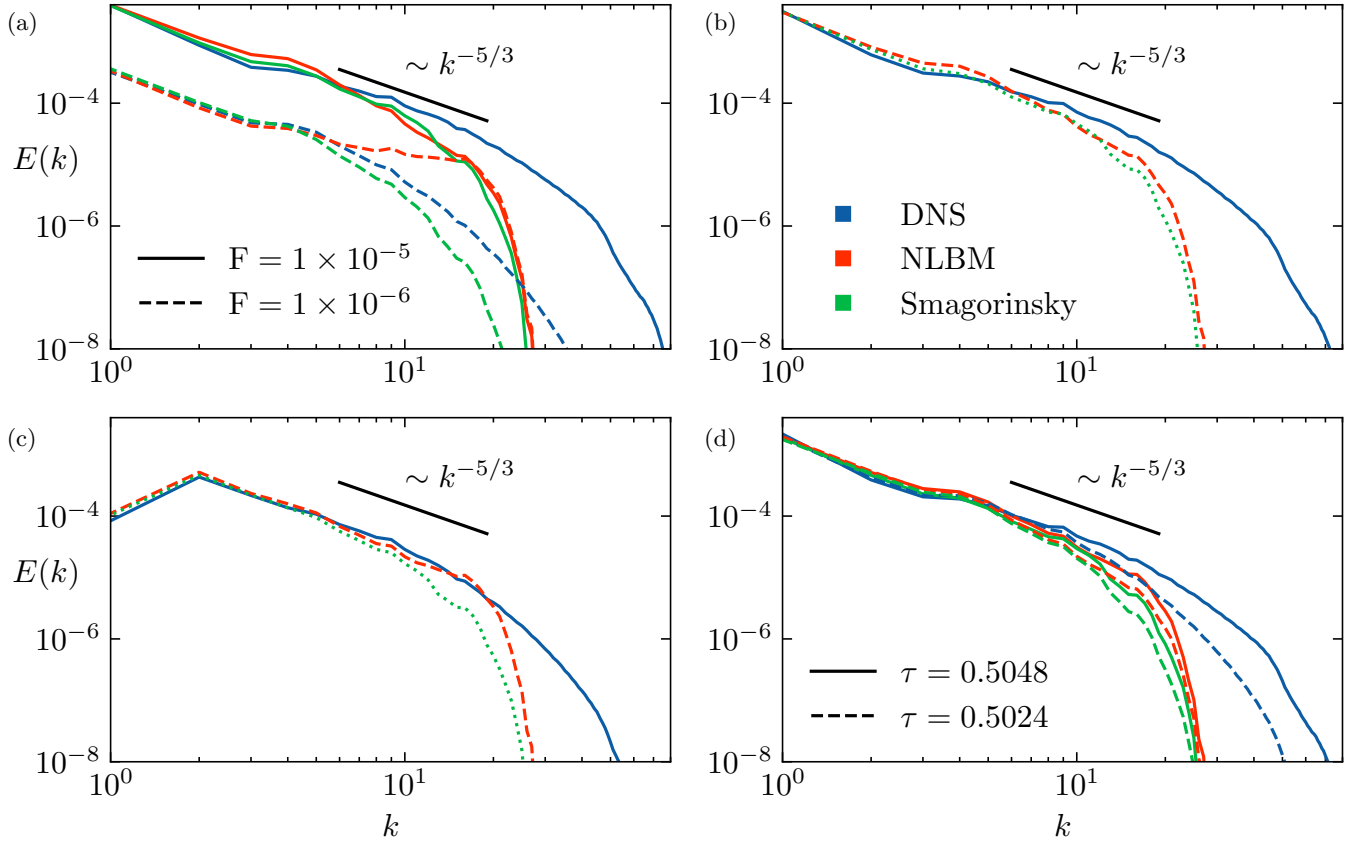 (a)
(b)
∼ k^{-5/3}
∼ k^{-5/3}
10^{-4}
10^{-4}
E(k)
10^{-6}
10^{-6}
DNS
NLBM
Smagorinsky
F = 1 × 10^{-5}
F = 1 × 10^{-6}
10^{-8}
10^{-8}
10^{0}
10^{1}
10^{0}
10^{1}
(c)
(d)
∼ k^{-5/3}
∼ k^{-5/3}
10^{-4}
10^{-4}
E(k)
10^{-6}
10^{-6}
τ = 0.5048
τ = 0.5024
10^{-8}
10^{-8}
10^{0}
10^{1}
10^{0}
10^{1}
k
k